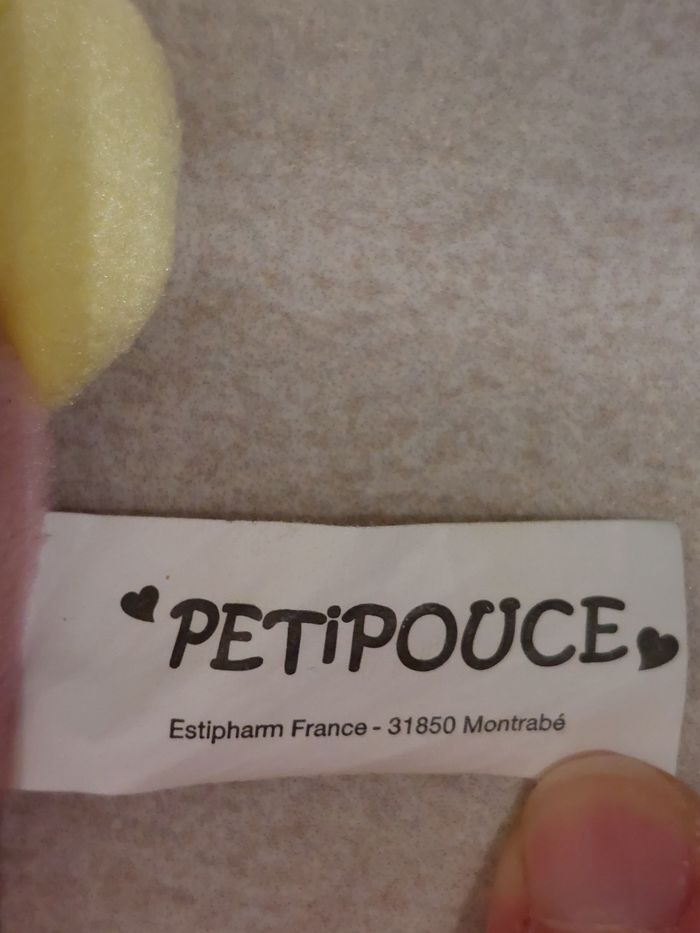 PETiPOUCE
Estipharm France - 31850 Montrabé